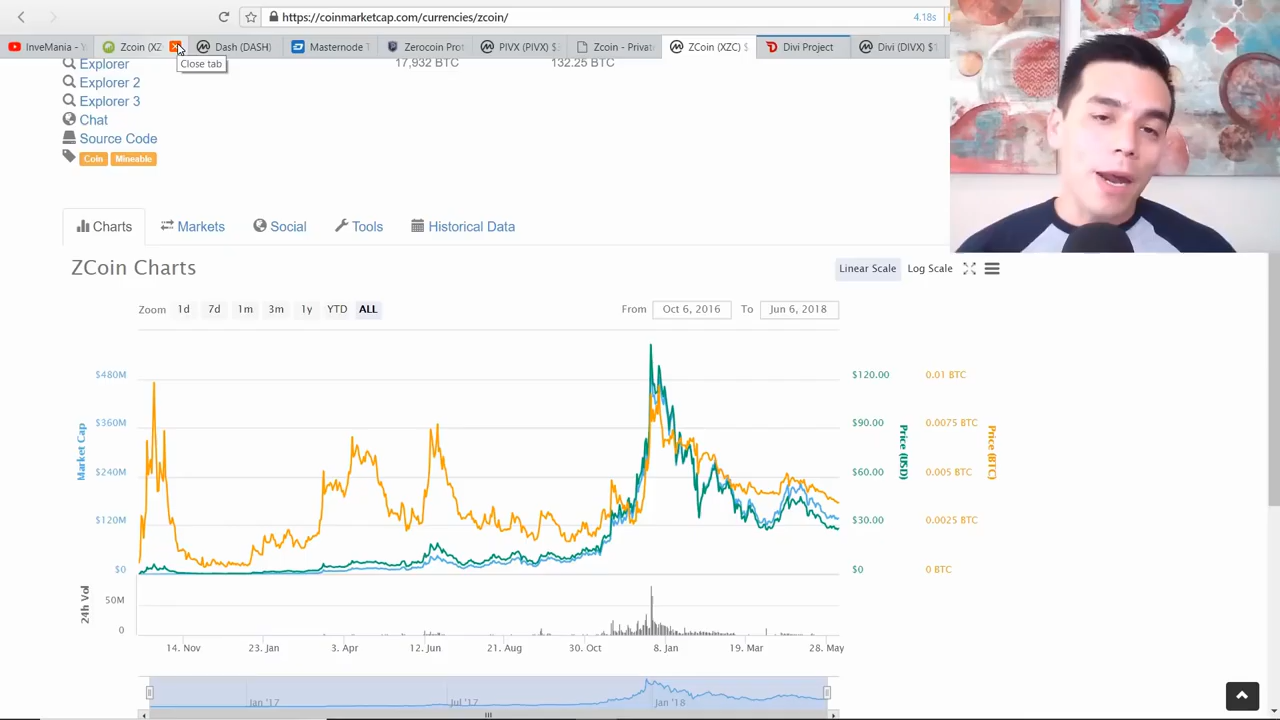 https://coinmarketcap.com/currencies/zcoin/
4.18s
InveMania -
Zcoin (XZ
Dash (DASH)
Masternode
Zerocoin Pro
PIVX (PIVX) $
Zcoin - Priva
ZCoin (XZC) $
Divi Project
Divi (DIVX) $
Close tab
Explorer
17,932 BTC
132.25 BTC
Explorer 2
Explorer 3
Chat
Source Code
Coin
Mineable
Charts
Markets
Social
Tools
Historical Data
ZCoin Charts
Linear Scale
Log Scale
Zoom
1d
7d
1m
3m
1y
YTD
ALL
From
Oct 6, 2016
To
Jun 6, 2018
$480M
$120.00
0.01 BTC
$360M
$90.00
0.0075 BTC
Market Cap
Price (USD)
Price (BTC)
$240M
$60.00
0.005 BTC
$120M
$30.00
0.0025 BTC
$0
$0
0 BTC
24h Vol
50M
0
14. Nov
23. Jan
3. Apr
12. Jun
21. Aug
30. Oct
8. Jan
19. Mar
28. May
Jan '17
Jul '17
Jan '18